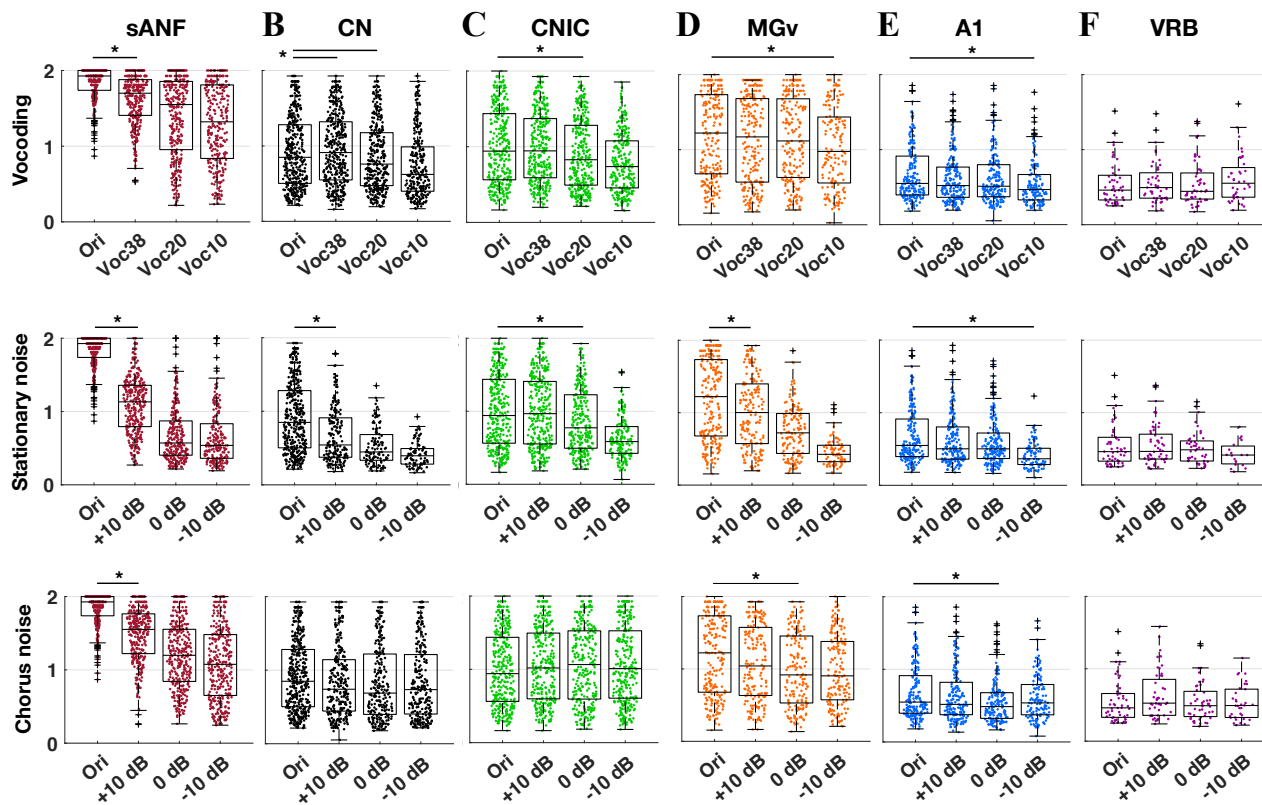 sANF B CN C CNIC D MGv E A1 F VRB
* * * * *
Vocoding
2
1
0
Ori Voc38 Voc20 Voc10 Ori Voc38 Voc20 Voc10 Ori Voc38 Voc20 Voc10 Ori Voc38 Voc20 Voc10 Ori Voc38 Voc20 Voc10 Ori Voc38 Voc20 Voc10
* * * * *
Stationary noise
2
1
0
Ori +10 dB 0 dB -10 dB Ori +10 dB 0 dB -10 dB Ori +10 dB 0 dB -10 dB Ori +10 dB 0 dB -10 dB Ori +10 dB 0 dB -10 dB Ori +10 dB 0 dB -10 dB
* * *
Chorus noise
2
1
0
Ori +10 dB 0 dB -10 dB Ori +10 dB 0 dB -10 dB Ori +10 dB 0 dB -10 dB Ori +10 dB 0 dB -10 dB Ori +10 dB 0 dB -10 dB Ori +10 dB 0 dB -10 dB